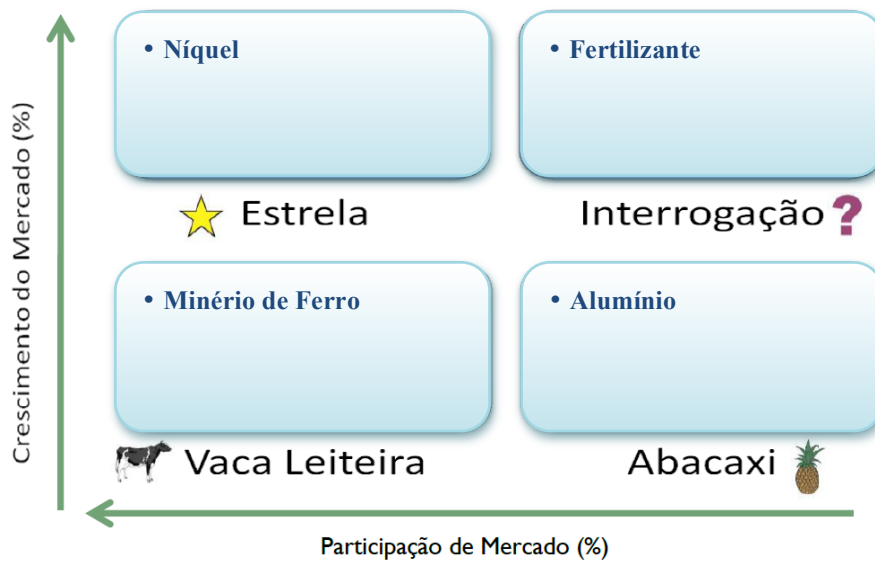 Crescimento do Mercado (%)
• Níquel
• Fertilizante
Estrela
Interrogação ?
• Minério de Ferro
• Alumínio
Vaca Leiteira
Abacaxi
Participação de Mercado (%)